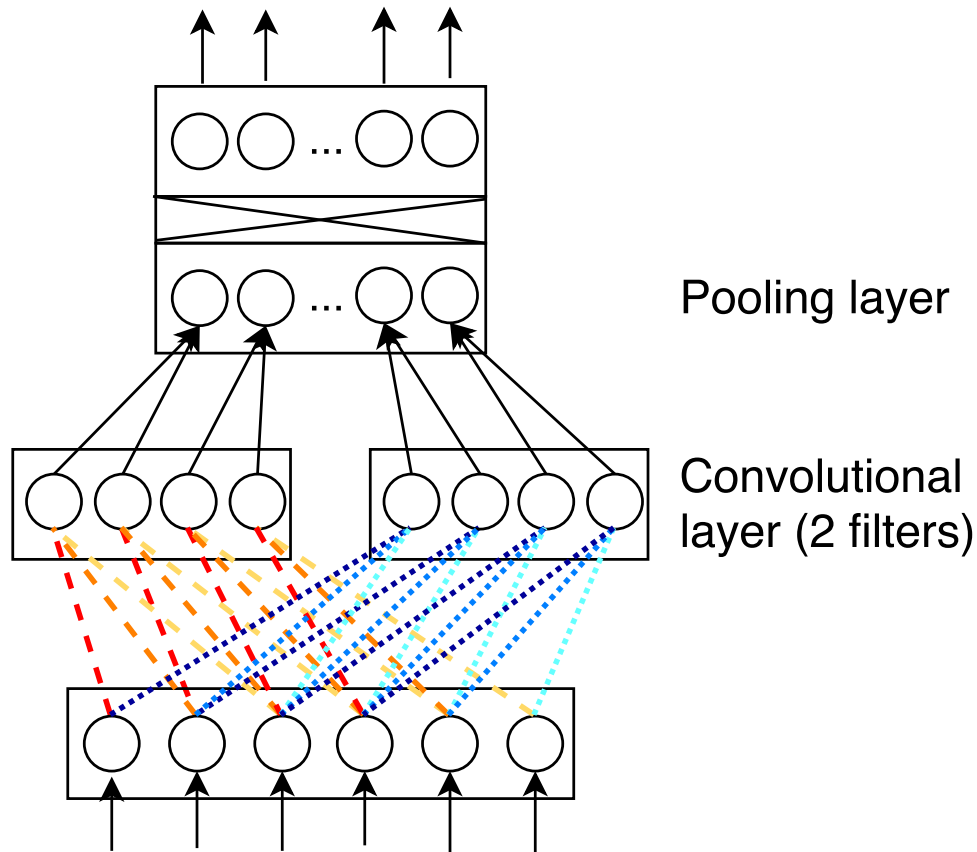 ...
...
Pooling layer
Convolutional
layer (2 filters)